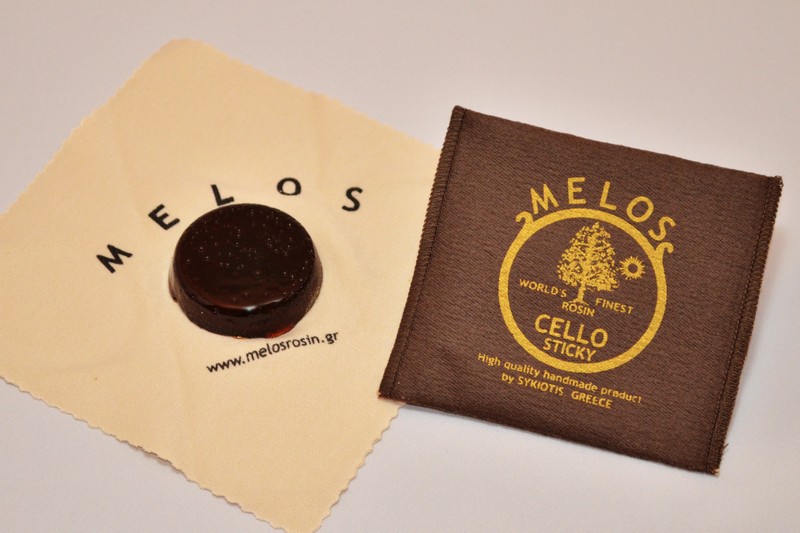 MELOS
www.melosrosin.gr
MELOS
WORLD'S FINEST
ROSIN
CELLO
STICKY
High quality handmade product
by SYKIOTIS GREECE